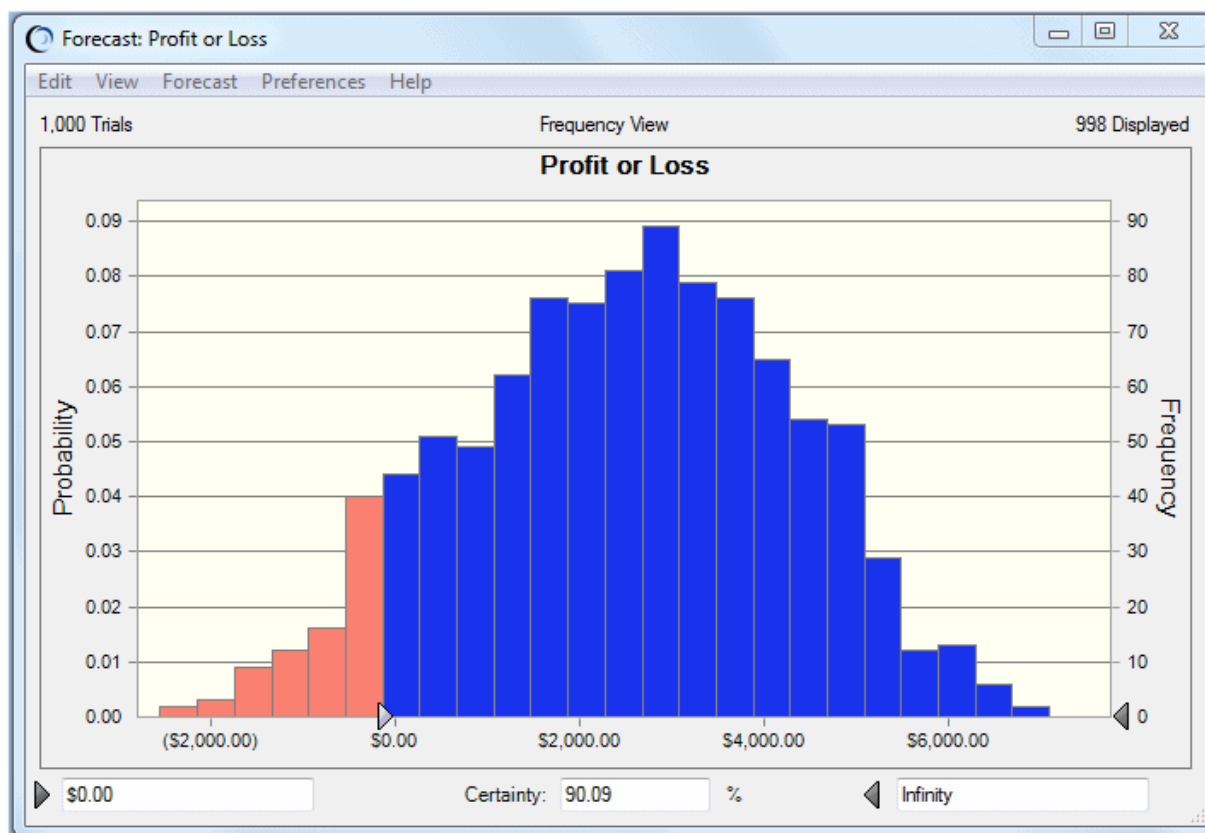 Forecast: Profit or Loss
Edit View Forecast Preferences Help
1,000 Trials Frequency View 998 Displayed
Profit or Loss
0.09 90
0.08 80
0.07 70
0.06 60
Probability
0.05 50
Frequency
0.04 40
0.03 30
0.02 20
0.01 10
0.00 0
($2,000.00) $0.00 $2,000.00 $4,000.00 $6,000.00
$0.00 Certainty: 90.09 % Infinity